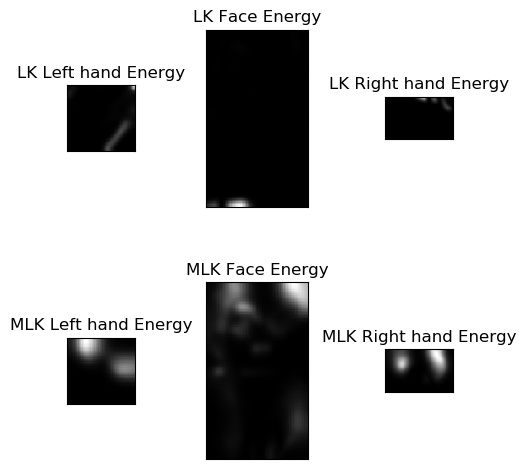 LK Face Energy
LK Left hand Energy
LK Right hand Energy
MLK Face Energy
MLK Left hand Energy
MLK Right hand Energy